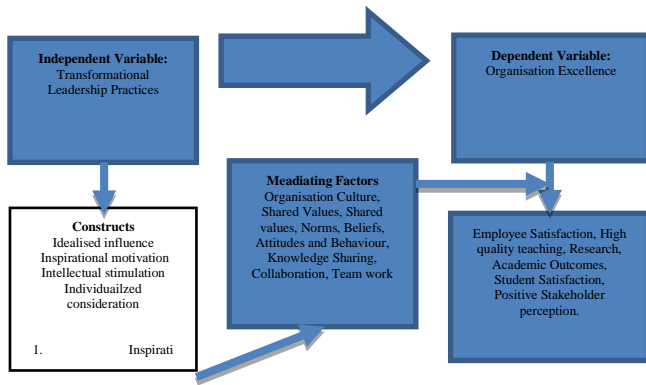 Independent Variable:
Transformational
Leadership Practices
Dependent Variable:
Organisation Excellence
Meadiating Factors
Organisation Culture,
Shared Values, Shared
values, Norms, Beliefs,
Attitudes and Behaviour,
Knowledge Sharing,
Collaboration, Team work
Constructs
Idealised influence
Inspirational motivation
Intellectual stimulation
Individuailzed
consideration
1. Inspirati
Employee Satisfaction, High
quality teaching, Research,
Academic Outcomes,
Student Satisfaction,
Positive Stakeholder
perception.